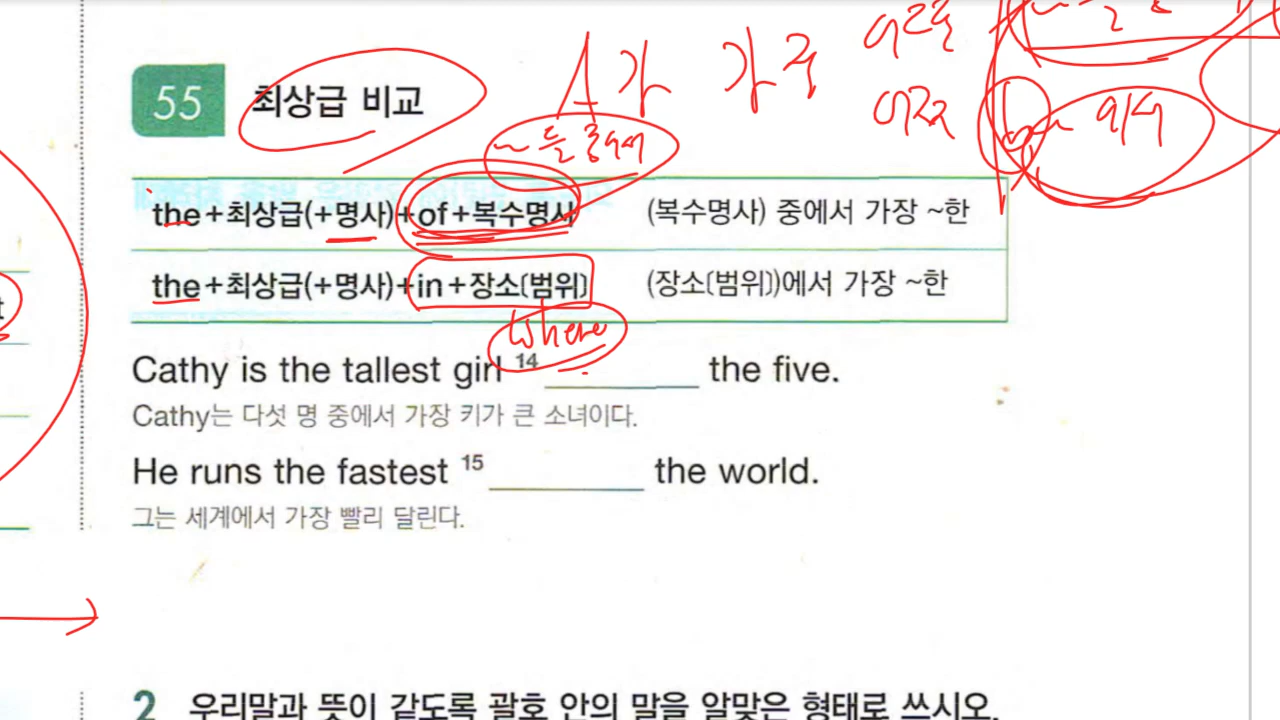 A가 가주
55 최상급 비교
~들 중에서
the+최상급(+명사)+of+복수명사 (복수명사) 중에서 가장 ~한
the+최상급(+명사)+in+장소[범위] (장소[범위])에서 가장 ~한
where
Cathy is the tallest girl 14 ________ the five.
Cathy는 다섯 명 중에서 가장 키가 큰 소녀이다.
He runs the fastest 15 ________ the world.
그는 세계에서 가장 빨리 달린다.
2 우리말과 뜻이 같도록 괄호 안의 말을 알맞은 형태로 쓰시오.